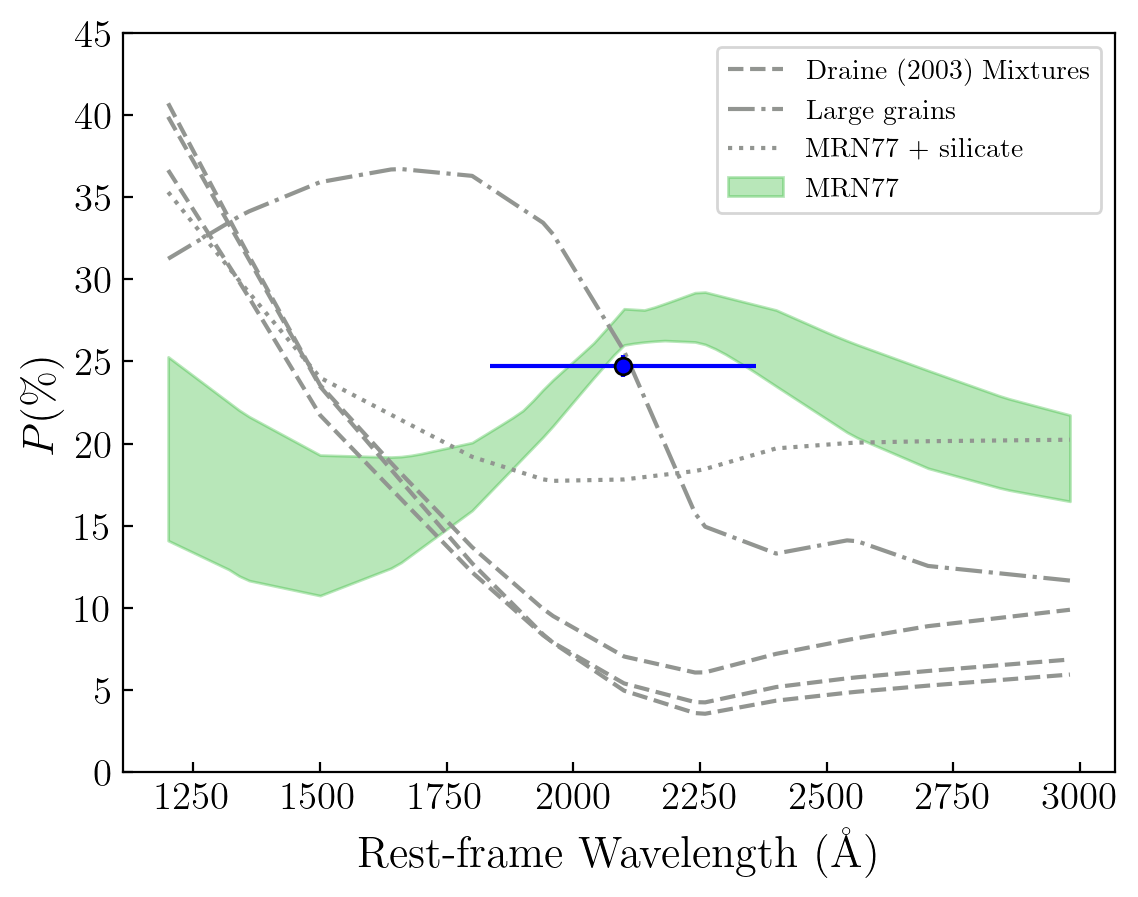 45
40
35
30
25
20
15
10
5
0
P(%)
Draine (2003) Mixtures
Large grains
MRN77 + silicate
MRN77
1250 1500 1750 2000 2250 2500 2750 3000
Rest-frame Wavelength (Å)